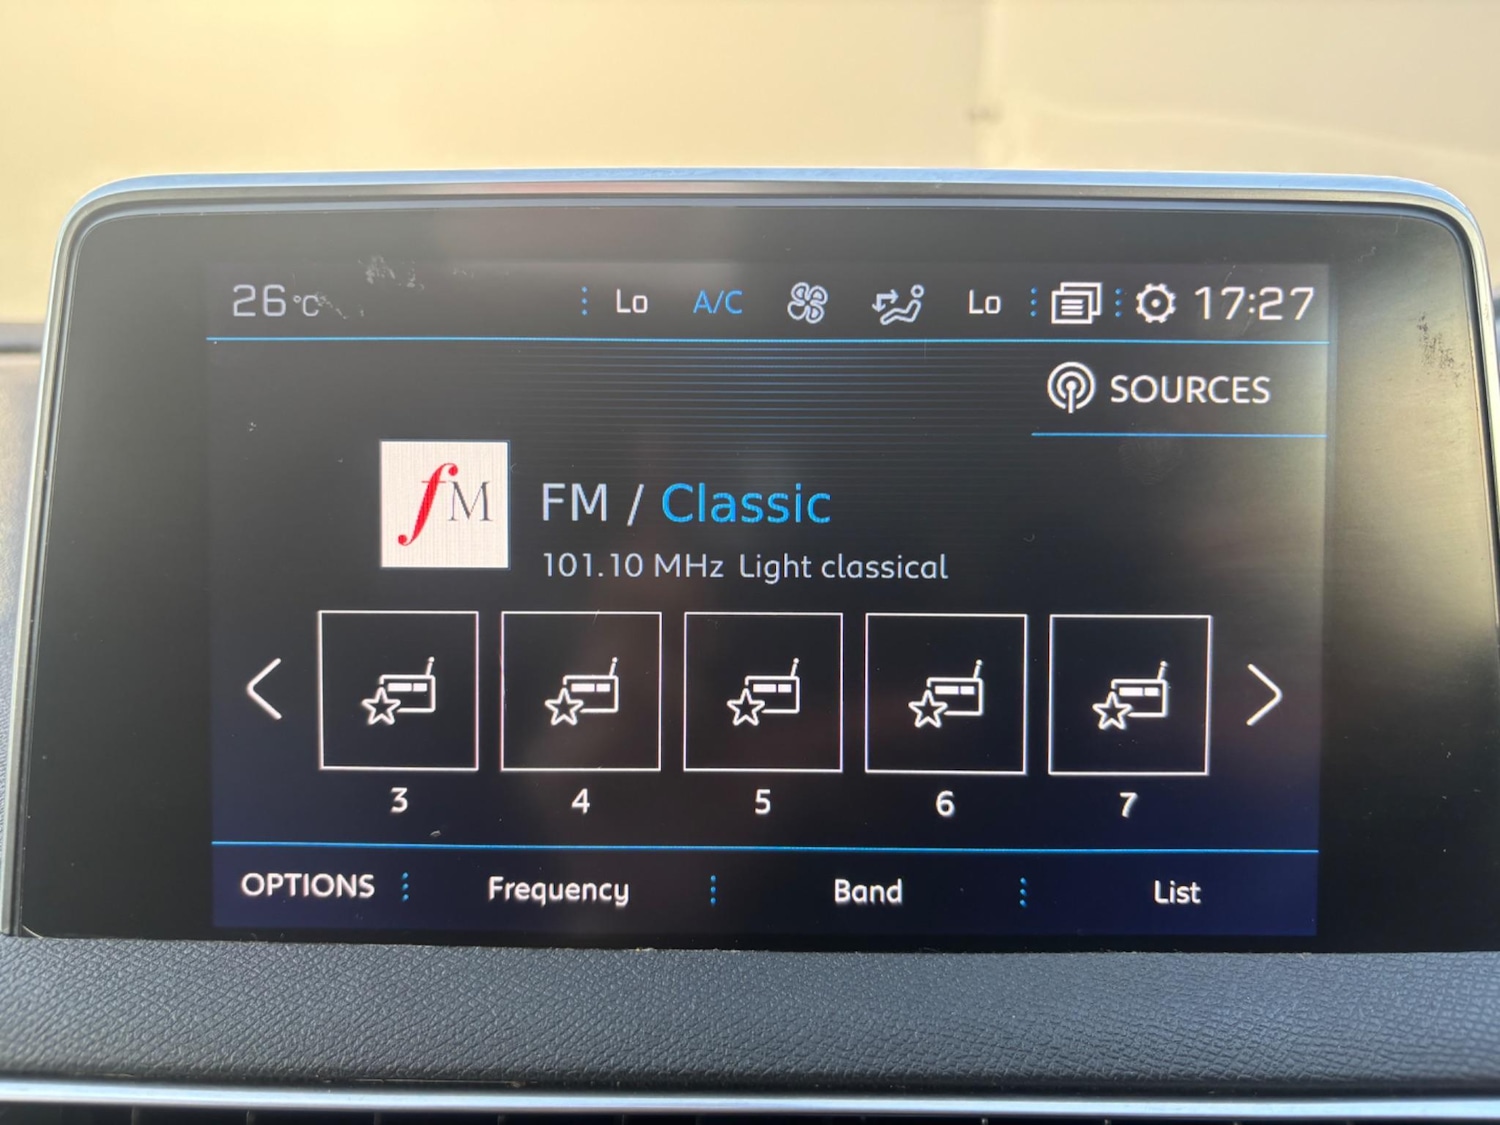 26°C Lo A/C Lo 17:27
SOURCES
fM
FM / Classic
101.10 MHz Light classical
3 4 5 6 7
OPTIONS Frequency Band List